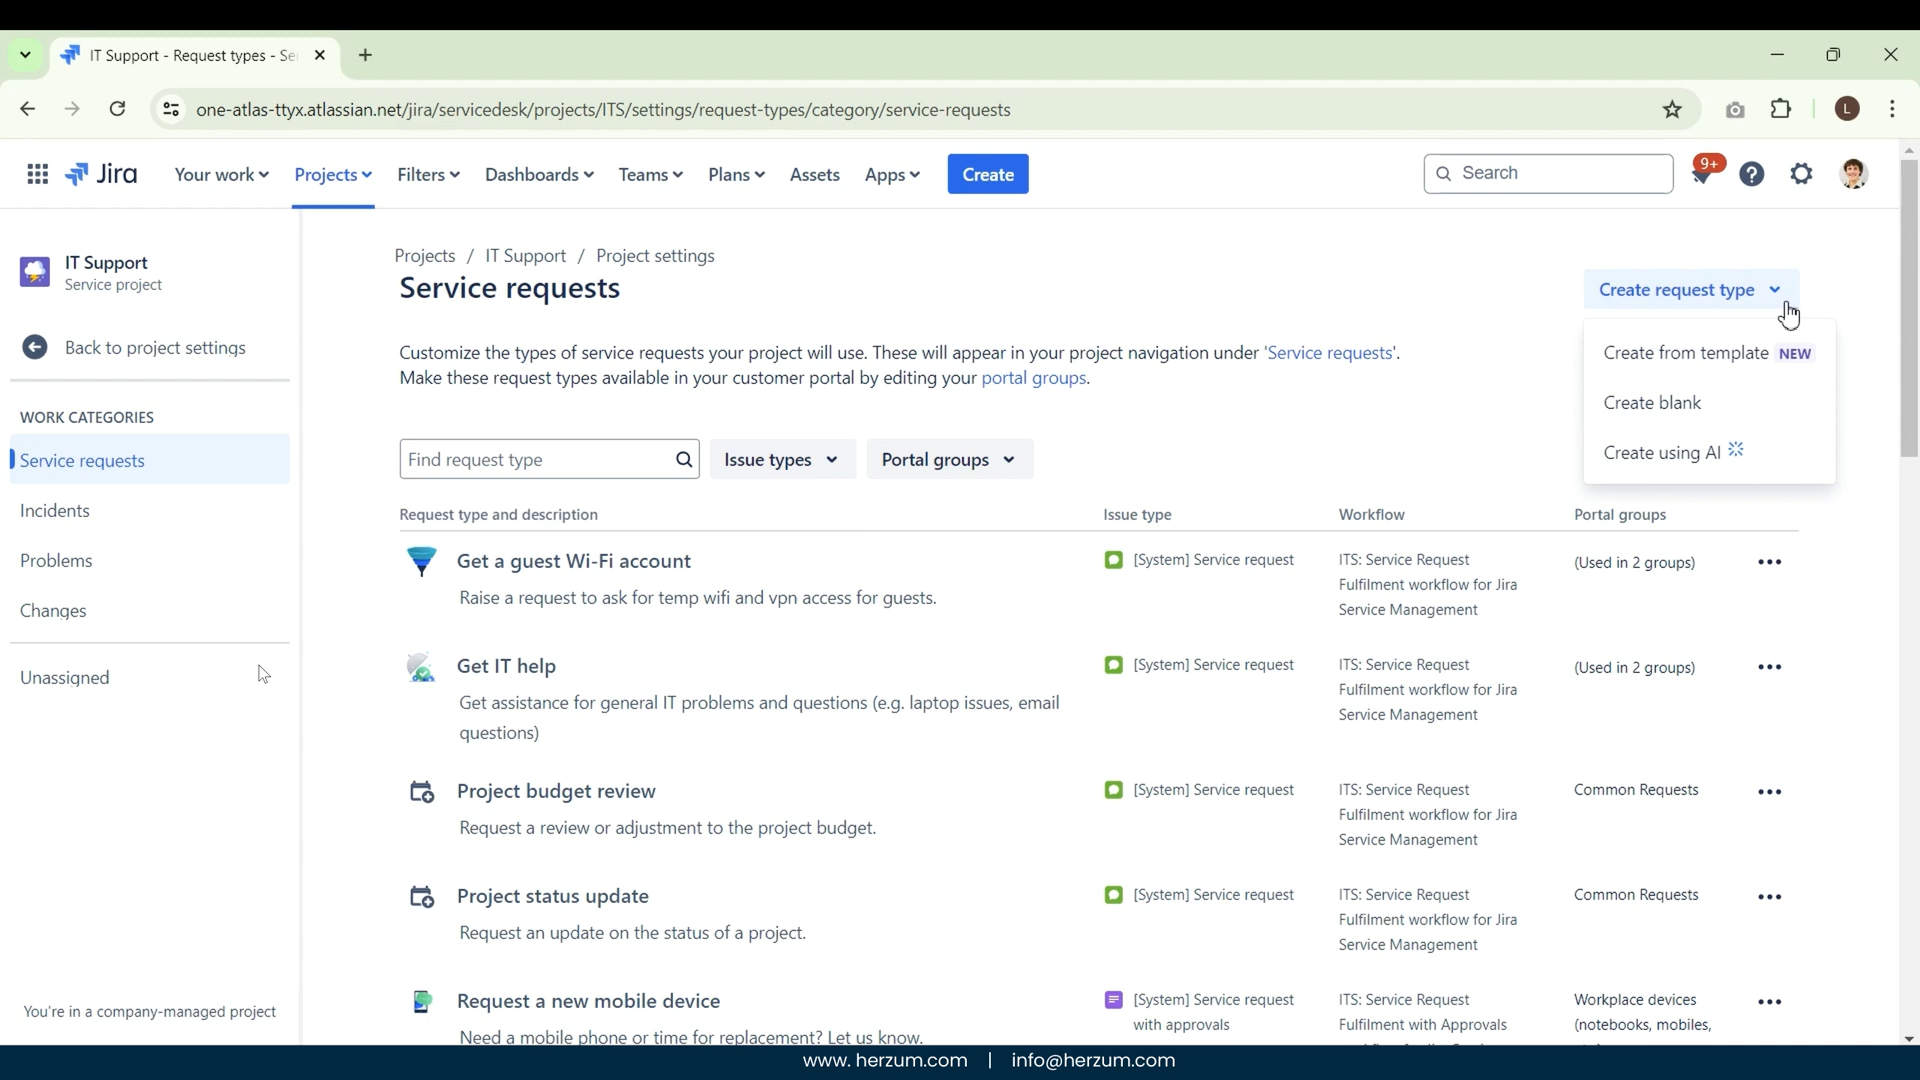 IT Support - Request types - Se
one-atlas-ttyx.atlassian.net/jira/servicedesk/projects/ITS/settings/request-types/category/service-requests
L
Jira Your work Projects Filters Dashboards Teams Plans Assets Apps Create Search 9+
IT Support
Service project
Back to project settings
WORK CATEGORIES
Service requests
Incidents
Problems
Changes
Unassigned
You're in a company-managed project
Projects / IT Support / Project settings
Service requests
Create request type
Create from template NEW
Create blank
Create using AI
Customize the types of service requests your project will use. These will appear in your project navigation under 'Service requests'.
Make these request types available in your customer portal by editing your portal groups.
Find request type Issue types Portal groups
Request type and description Issue type Workflow Portal groups
Get a guest Wi-Fi account
Raise a request to ask for temp wifi and vpn access for guests.
[System] Service request
ITS: Service Request
Fulfilment workflow for Jira
Service Management
(Used in 2 groups)
Get IT help
Get assistance for general IT problems and questions (e.g. laptop issues, email
questions)
[System] Service request
ITS: Service Request
Fulfilment workflow for Jira
Service Management
(Used in 2 groups)
Project budget review
Request a review or adjustment to the project budget.
[System] Service request
ITS: Service Request
Fulfilment workflow for Jira
Service Management
Common Requests
Project status update
Request an update on the status of a project.
[System] Service request
ITS: Service Request
Fulfilment workflow for Jira
Service Management
Common Requests
Request a new mobile device
Need a mobile phone or time for replacement? Let us know.
[System] Service request
with approvals
ITS: Service Request
Fulfilment with Approvals
Workplace devices
(notebooks, mobiles,
www. herzum.com | info@herzum.com